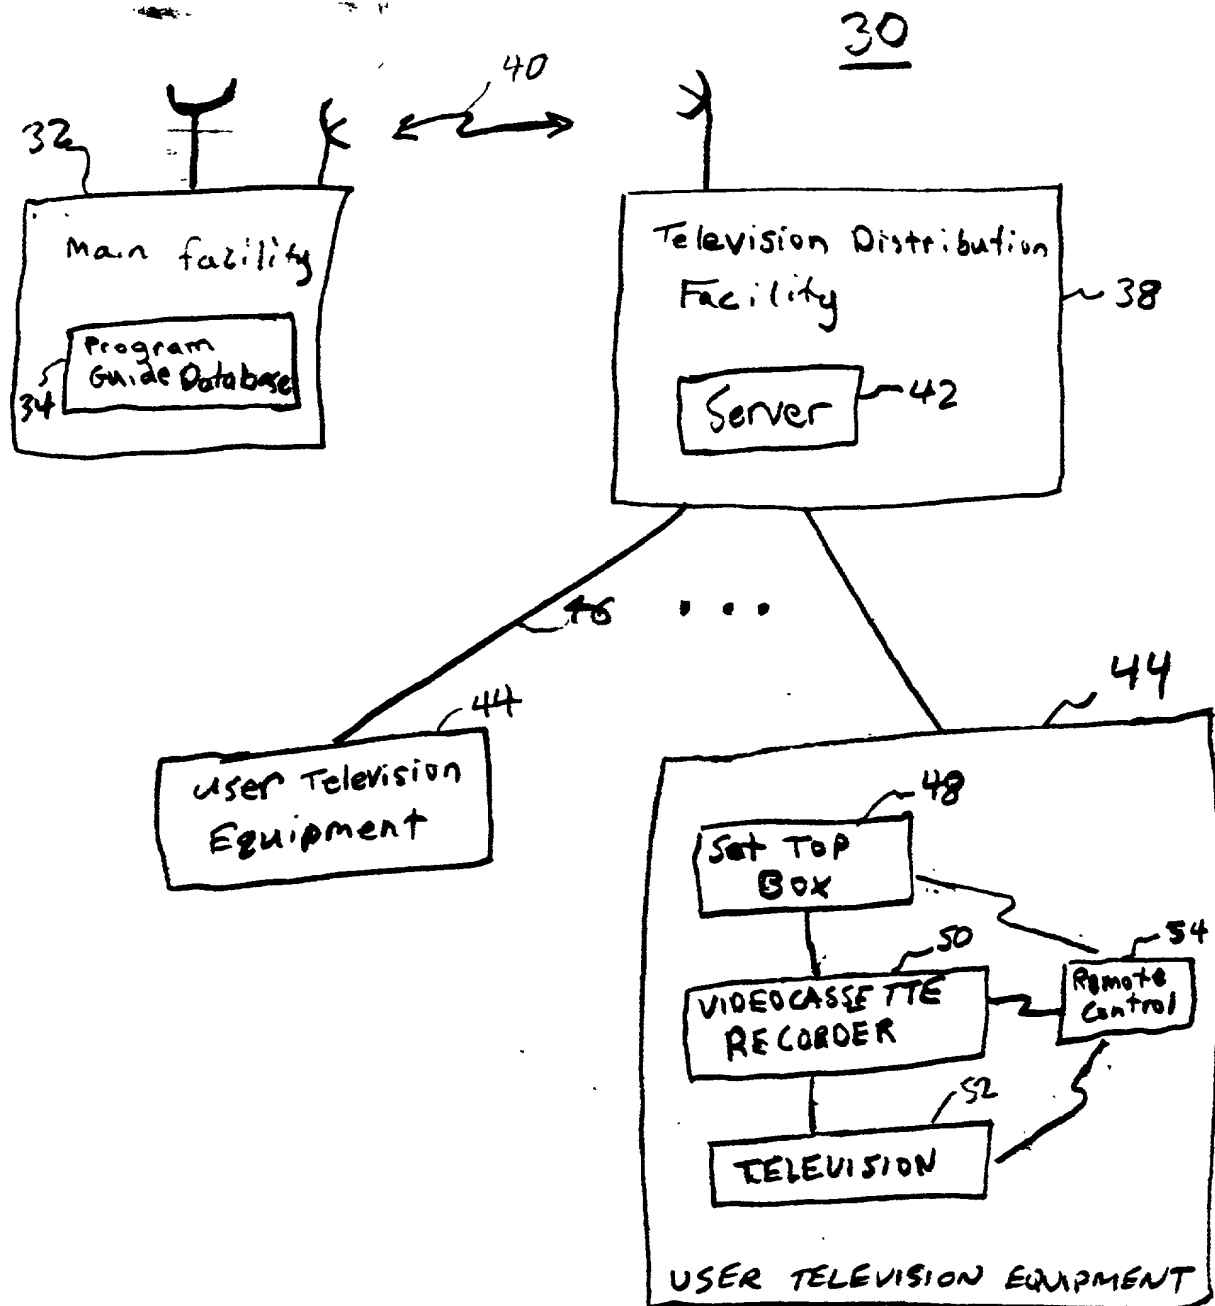 30
40
32
Main facility
Program
Guide Database
34
Television Distribution
Facility
38
Server
42
46
44
User Television
Equipment
44
48
Set TOP
BOX
50
VIDEOCASSETTE
RECORDER
54
Remote
Control
52
TELEVISION
USER TELEVISION EQUIPMENT